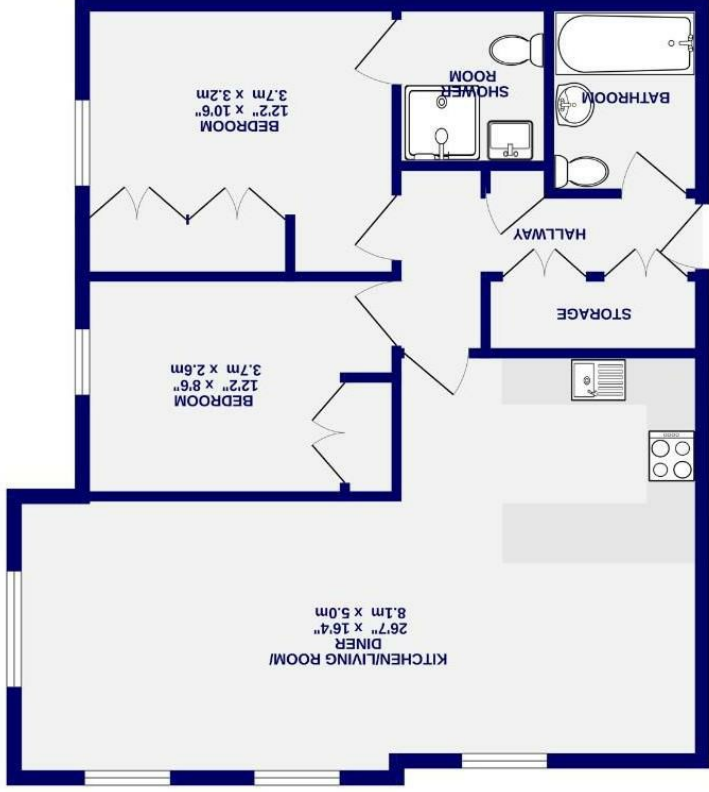 KITCHEN/LIVING ROOM/
DINER
26'7" x 16'4"
8.1m x 5.0m
BEDROOM
12'2" x 8'6"
3.7m x 2.6m
STORAGE
HALLWAY
BEDROOM
12'2" x 10'6"
3.7m x 3.2m
BATHROOM
SHOWER
ROOM